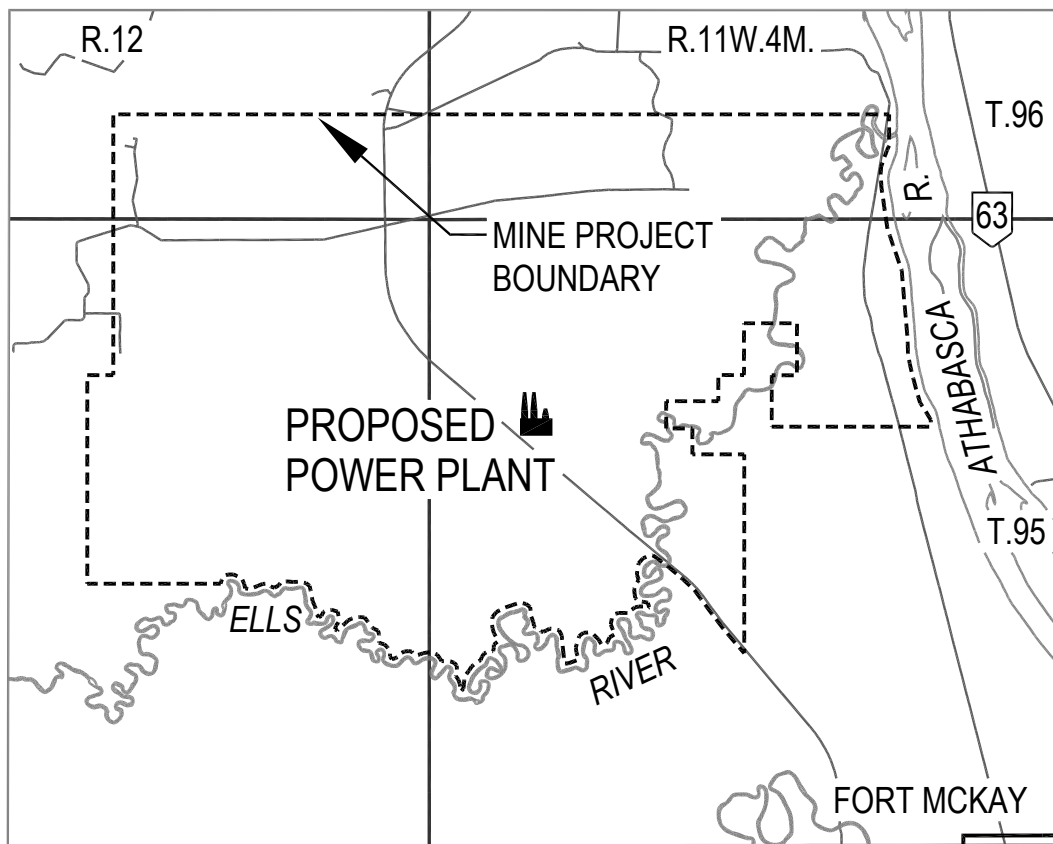 R.12
R.11W.4M.
T.96
R.
63
MINE PROJECT
BOUNDARY
ATHABASCA
PROPOSED
POWER PLANT
T.95
ELLS
RIVER
FORT MCKAY